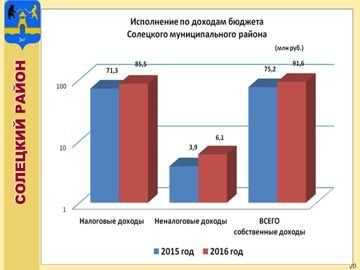 СОЛЕЦКИЙ РАЙОН
Исполнение по доходам бюджета
Солецкого муниципального района
(млн руб.)
71,3
85,5
3,9
6,1
75,2
91,6
100
10
1
Налоговые доходы
Неналоговые доходы
ВСЕГО
собственные доходы
2015 год
2016 год
20